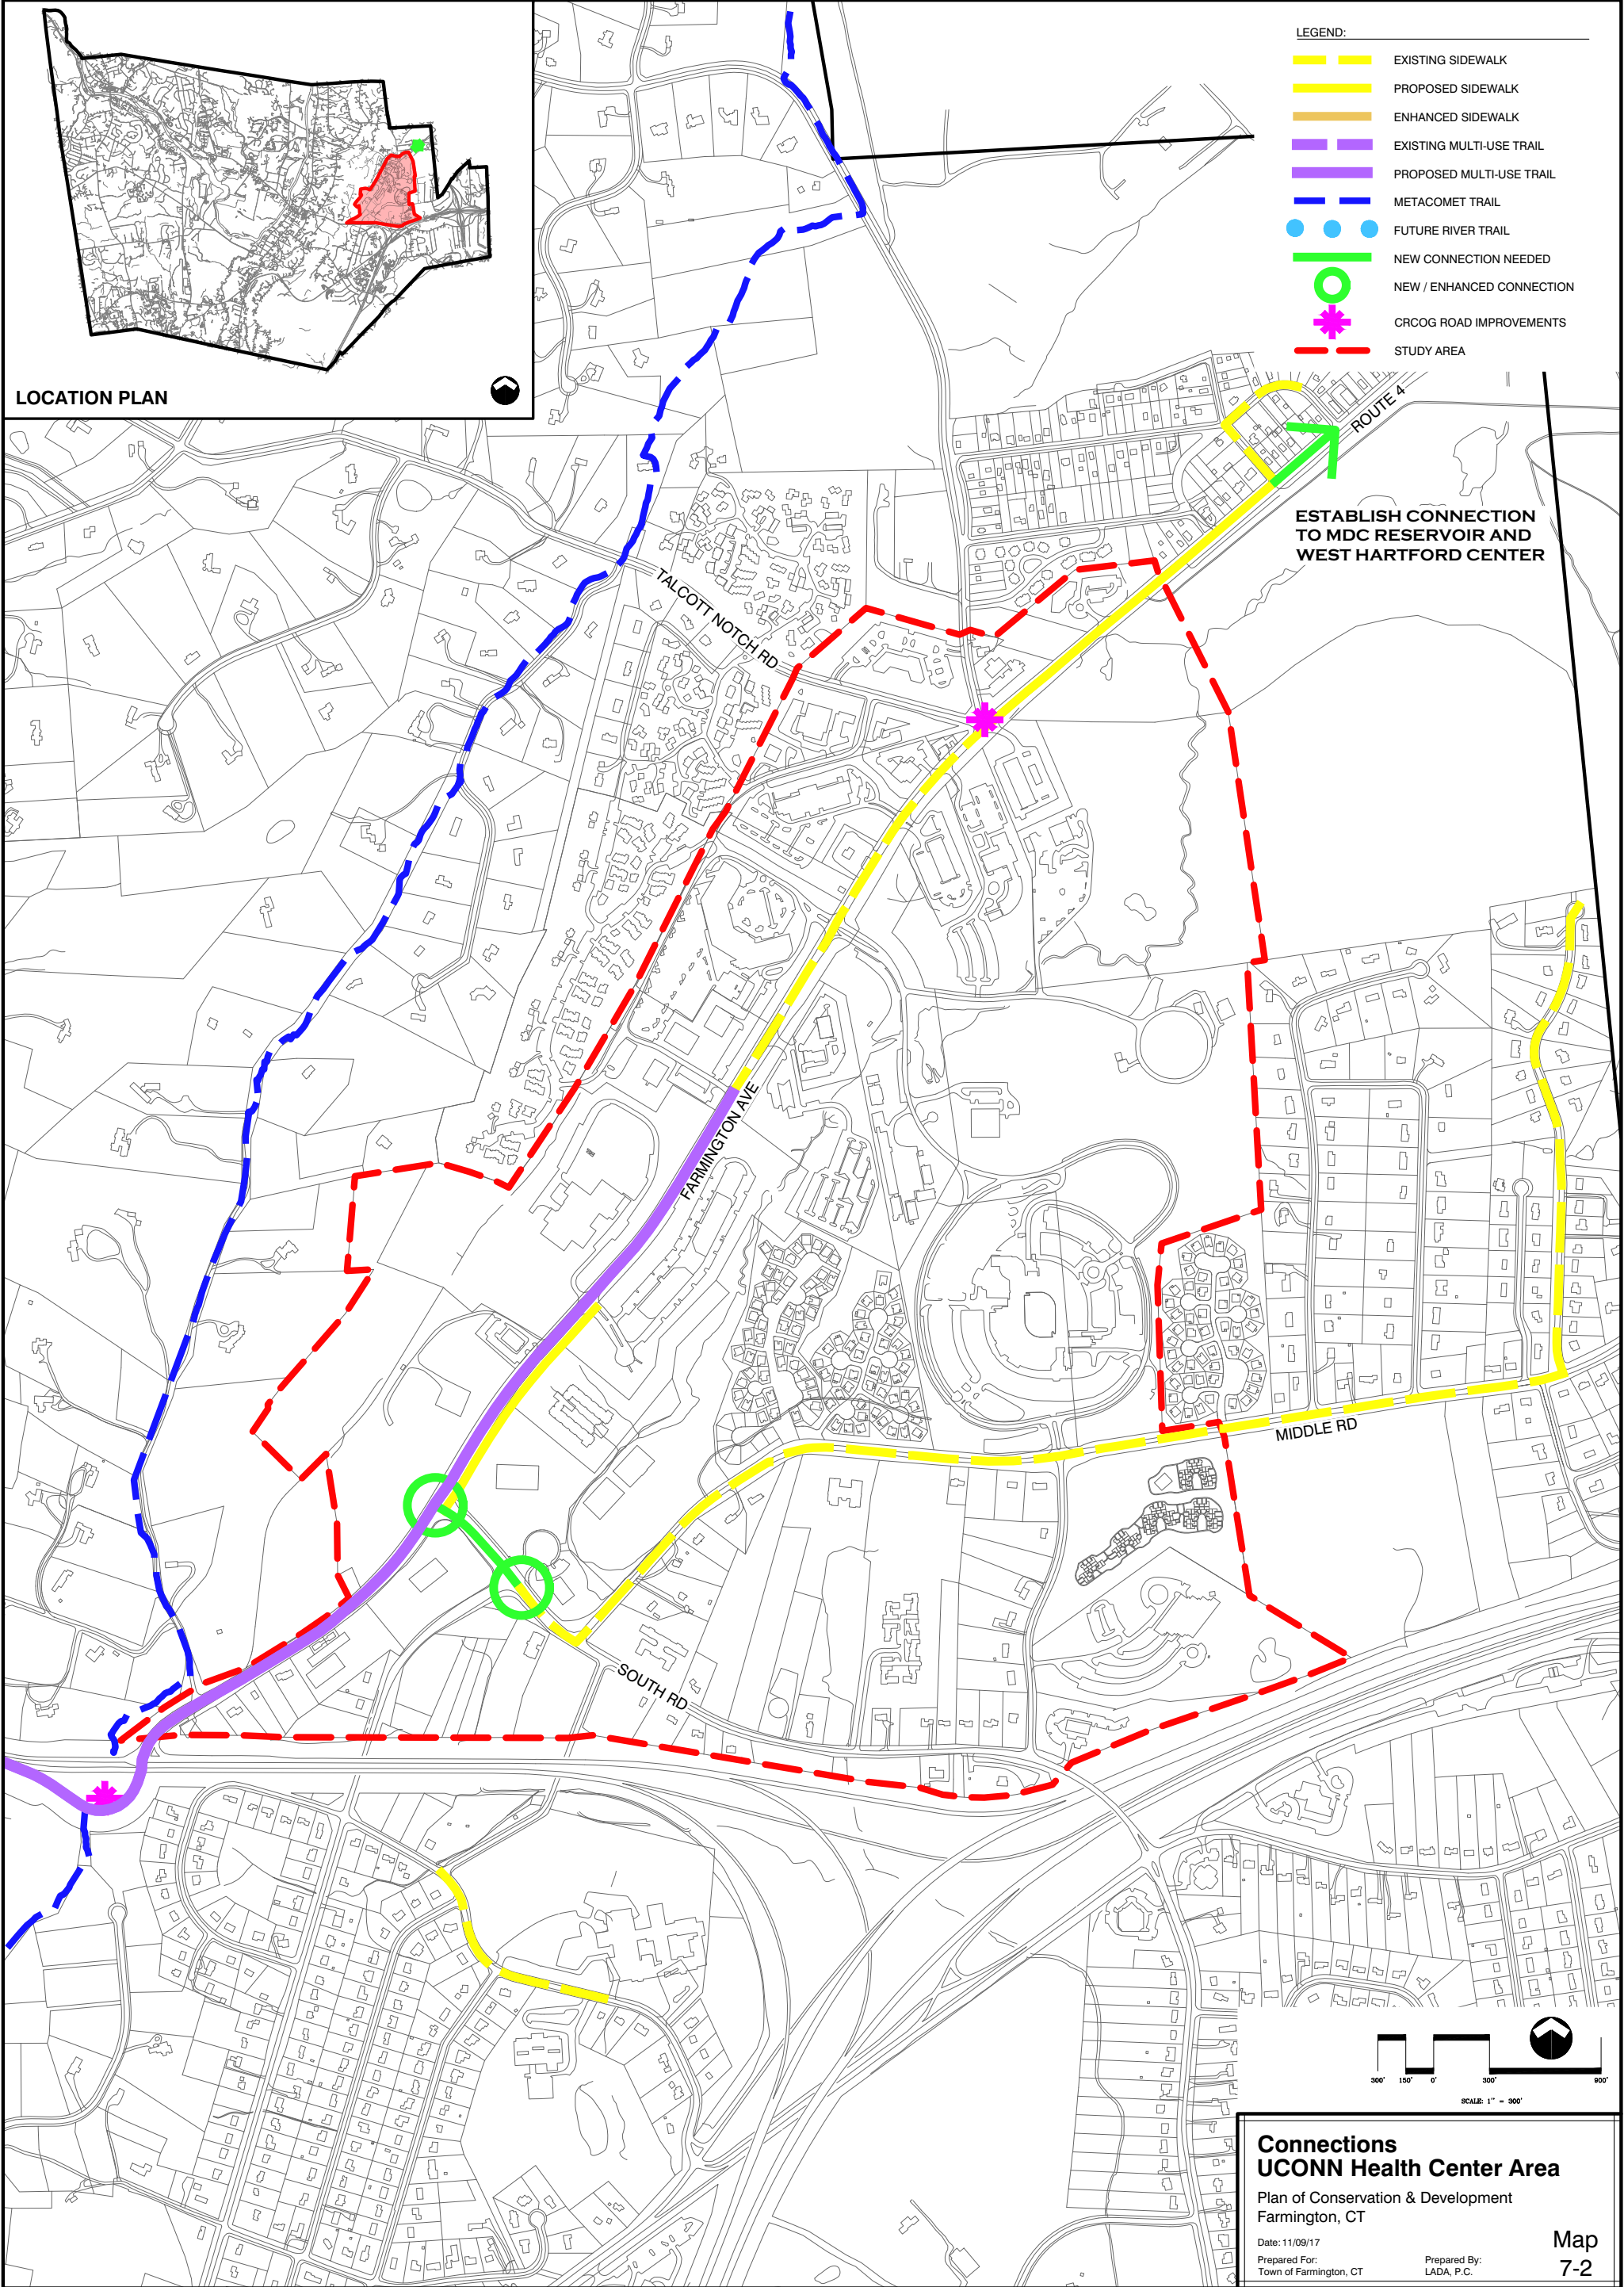 LOCATION PLAN
LEGEND:
EXISTING SIDEWALK
PROPOSED SIDEWALK
ENHANCED SIDEWALK
EXISTING MULTI-USE TRAIL
PROPOSED MULTI-USE TRAIL
METACOMET TRAIL
FUTURE RIVER TRAIL
NEW CONNECTION NEEDED
NEW / ENHANCED CONNECTION
CRCOG ROAD IMPROVEMENTS
STUDY AREA
ROUTE 4
ESTABLISH CONNECTION
TO MDC RESERVOIR AND
WEST HARTFORD CENTER
TALCOTT NOTCH RD
FARMINGTON AVE
MIDDLE RD
SOUTH RD
300' 150' 0' 300' 900'
SCALE: 1" = 300'
Connections
UCONN Health Center Area
Plan of Conservation & Development
Farmington, CT
Date: 11/09/17
Prepared For:
Town of Farmington, CT
Prepared By:
LADA, P.C.
Map
7-2